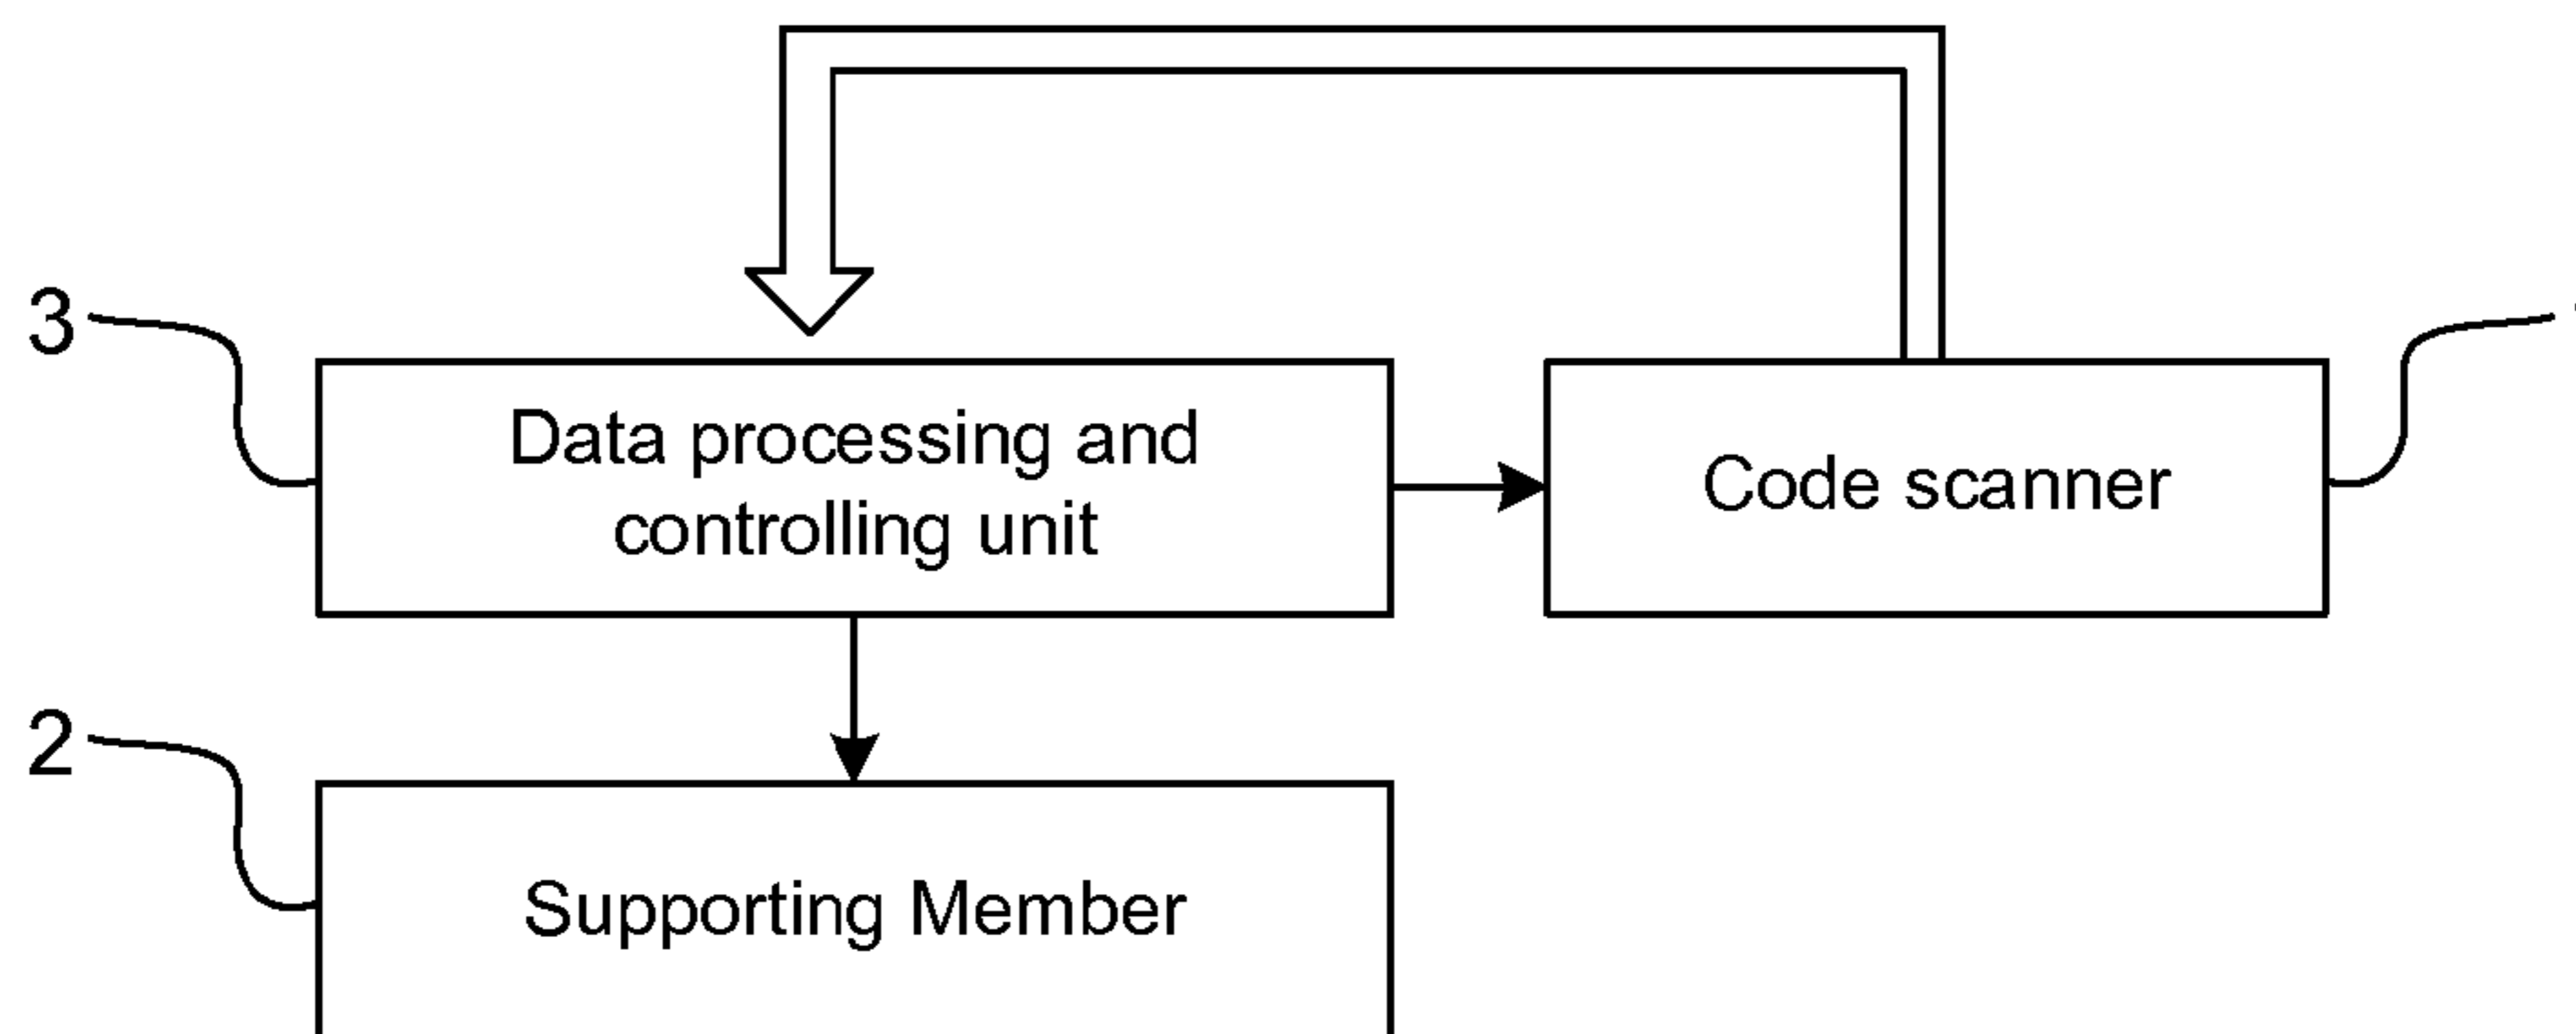 3
Data processing and
controlling unit
Code scanner
2
Supporting Member